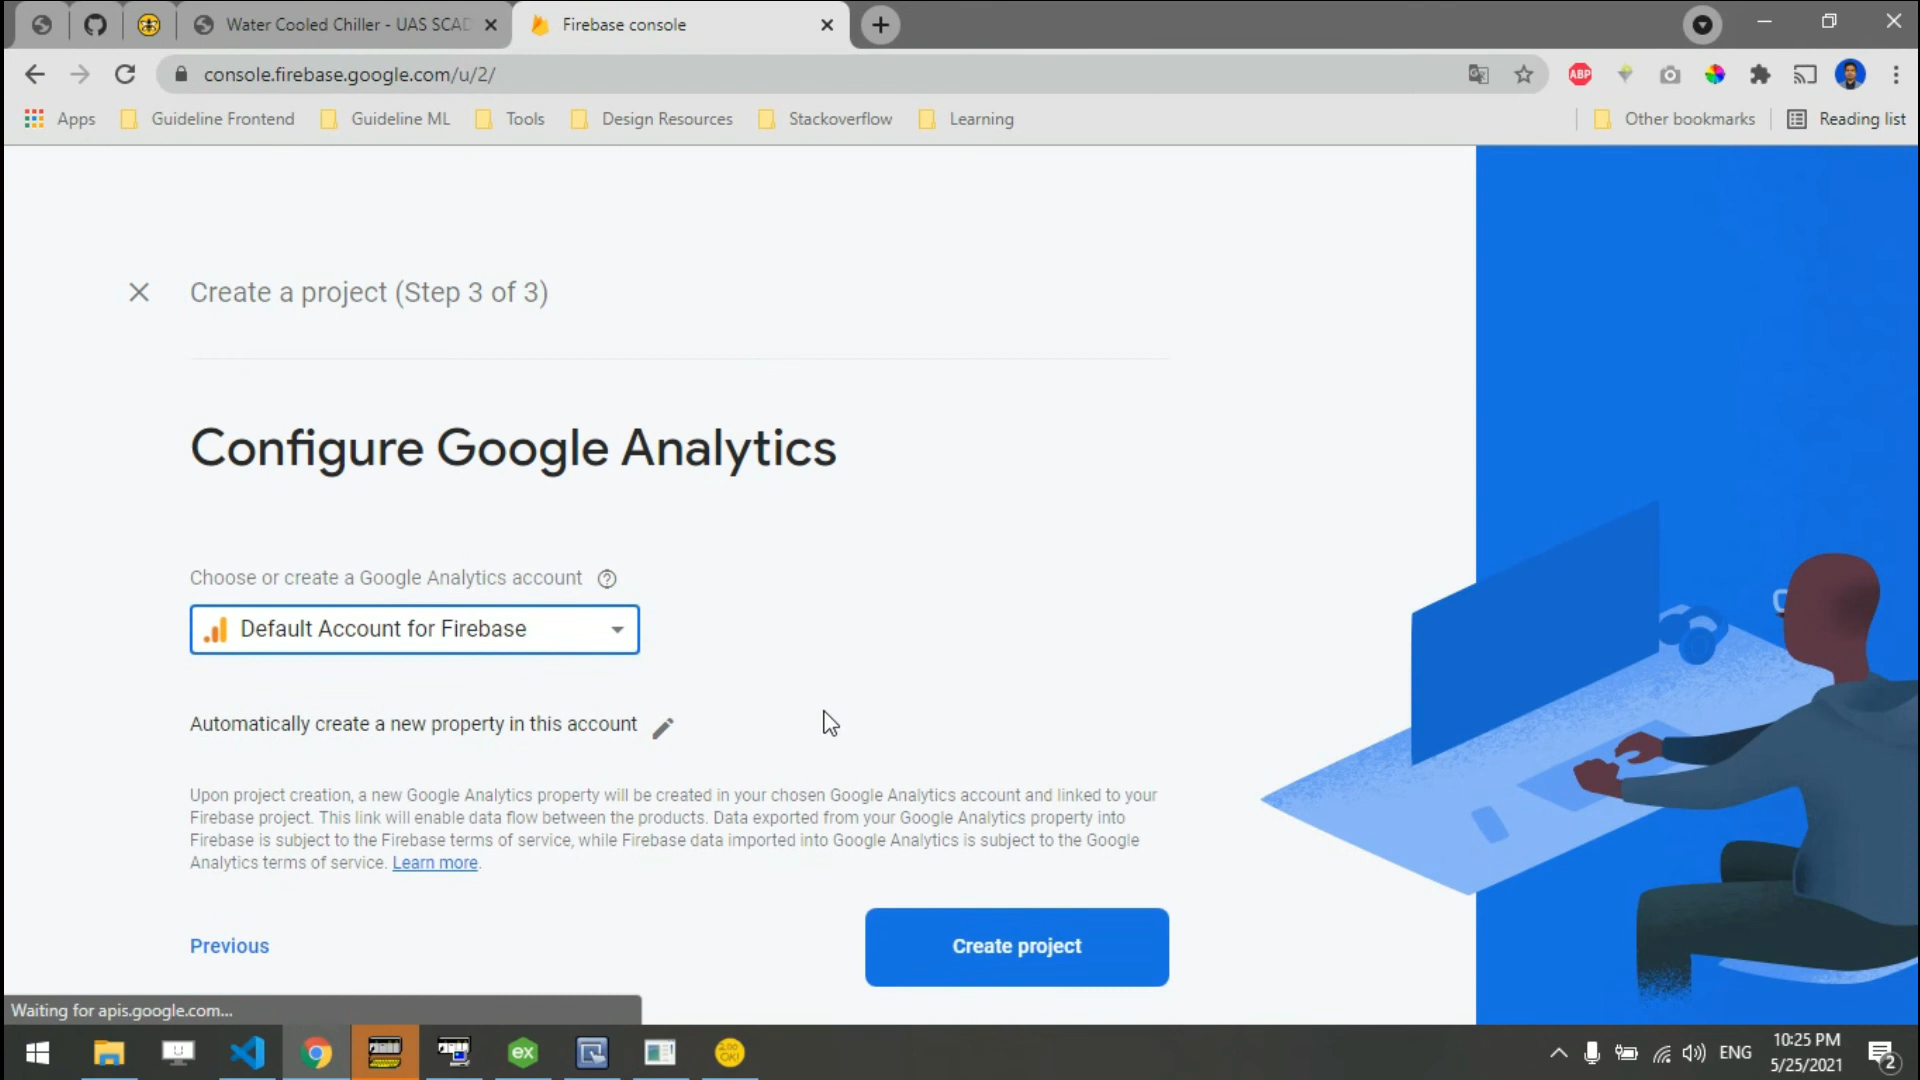 Water Cooled Chiller - UAS SCAD
Firebase console
console.firebase.google.com/u/2/
ABP
Apps
Guideline Frontend
Guideline ML
Tools
Design Resources
Stackoverflow
Learning
Other bookmarks
Reading list
Create a project (Step 3 of 3)
Configure Google Analytics
Choose or create a Google Analytics account
Default Account for Firebase
Automatically create a new property in this account
Upon project creation, a new Google Analytics property will be created in your chosen Google Analytics account and linked to your
Firebase project. This link will enable data flow between the products. Data exported from your Google Analytics property into
Firebase is subject to the Firebase terms of service, while Firebase data imported into Google Analytics is subject to the Google
Analytics terms of service. Learn more.
Previous
Create project
Waiting for apis.google.com...
ex
ENG
10:25 PM
5/25/2021
2